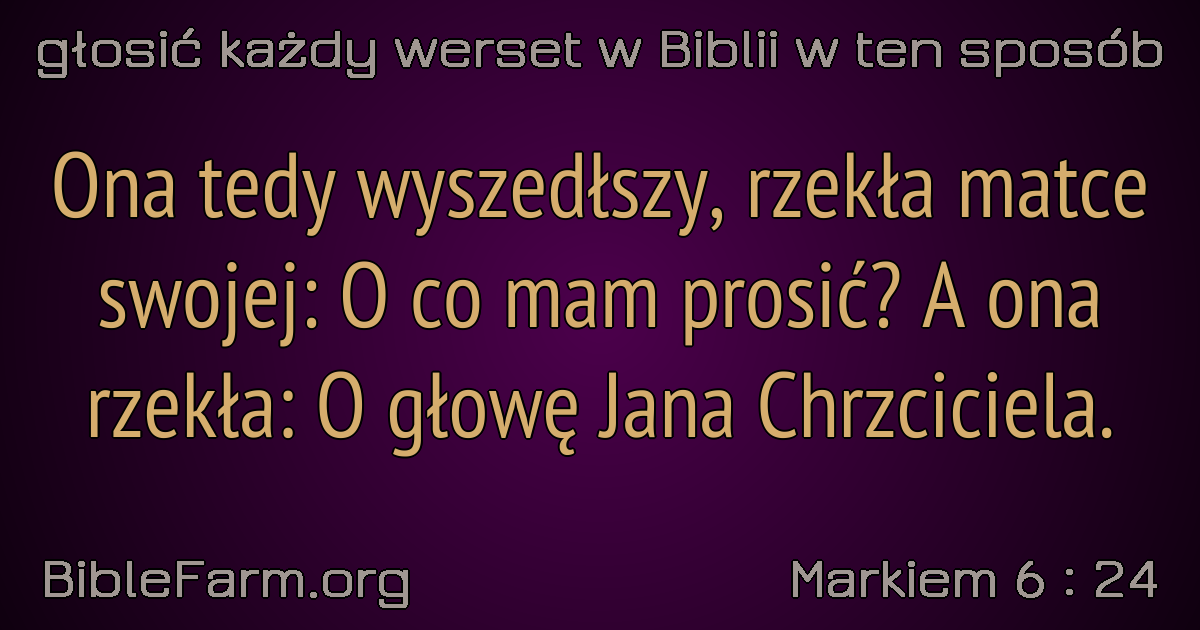 głosić każdy werset w Biblii w ten sposób
Ona tedy wyszedłszy, rzekła matce
swojej: O co mam prosić? A ona
rzekła: O głowę Jana Chrzciciela.
BibleFarm.org
Markiem 6 : 24